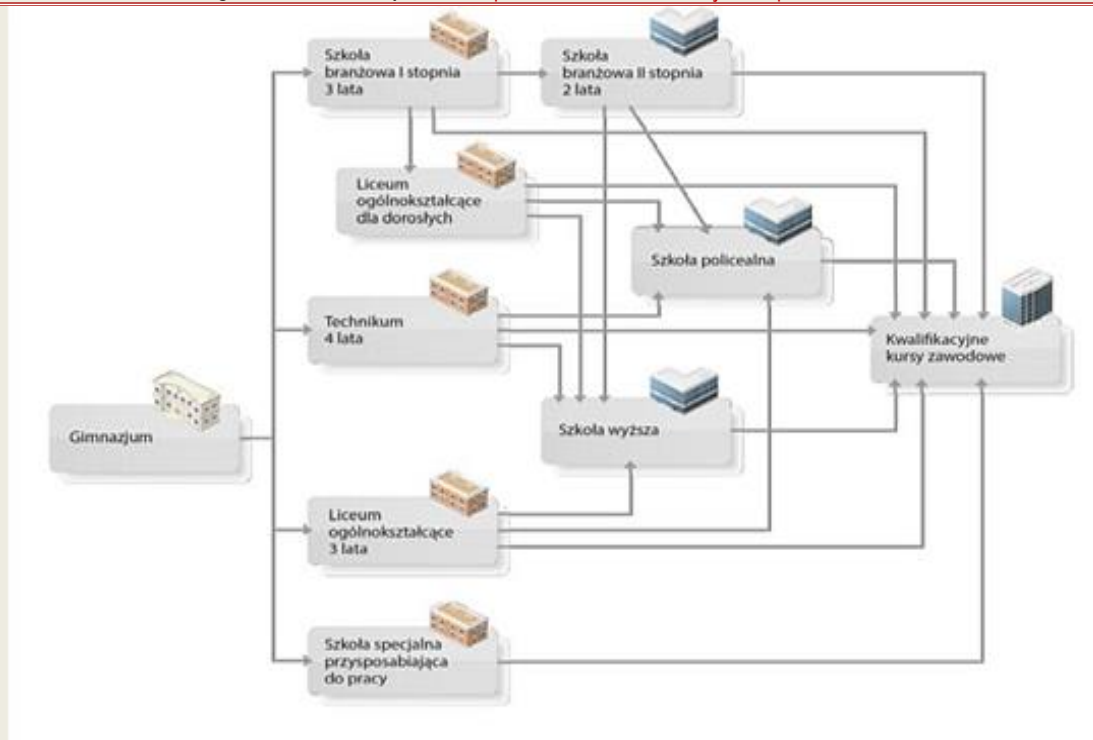 Szkoła
branżowa I stopnia
3 lata
Szkoła
branżowa II stopnia
2 lata
Liceum
ogólnokształcące
dla dorosłych
Szkoła policealna
Technikum
4 lata
Kwalifikacyjne
kursy zawodowe
Gimnazjum
Szkoła wyższa
Liceum
ogólnokształcące
3 lata
Szkoła specjalna
przysposabiająca
do pracy